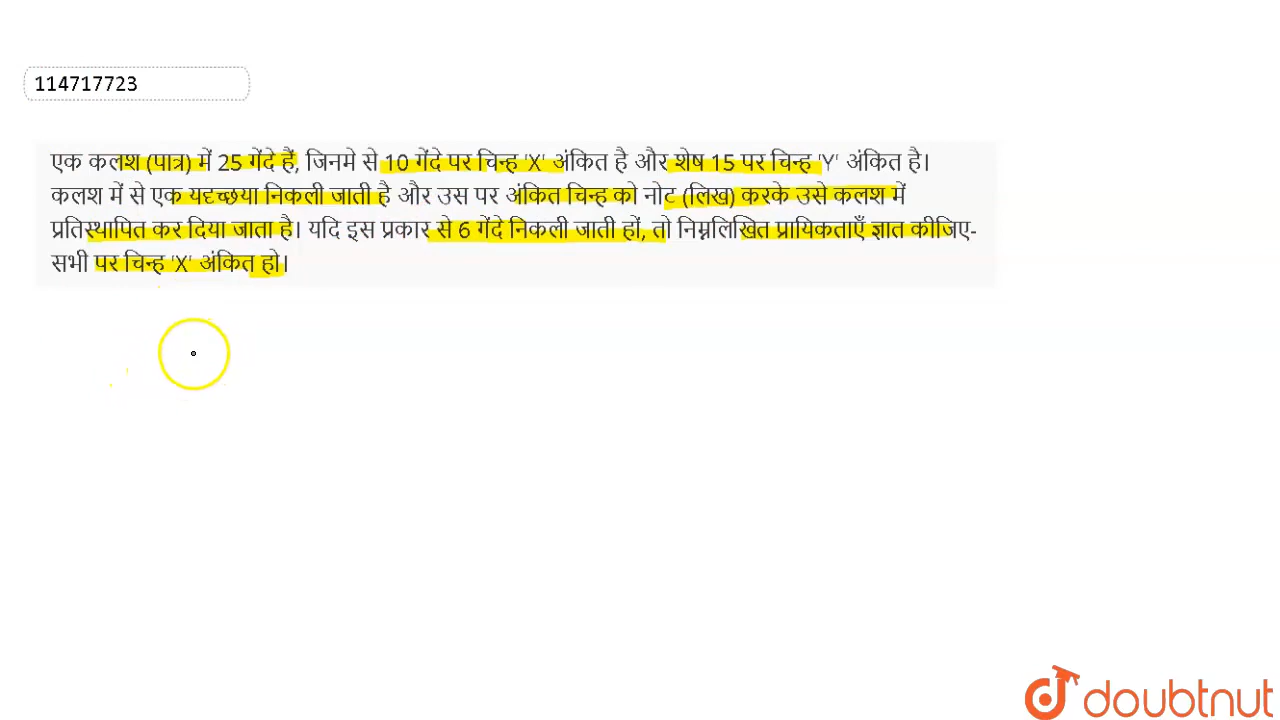 114717723
एक कलश (पात्र) में 25 गेंदे हैं, जिनमे से 10 गेंदे पर चिन्ह 'X' अंकित है और शेष 15 पर चिन्ह 'Y' अंकित है।
कलश में से एक यदृच्छया निकली जाती है और उस पर अंकित चिन्ह को नोट (लिख) करके उसे कलश में
प्रतिस्थापित कर दिया जाता है। यदि इस प्रकार से 6 गेंदे निकली जाती हों, तो निम्नलिखित प्रायिकताएँ ज्ञात कीजिए-
सभी पर चिन्ह 'X' अंकित हो।
doubtnut